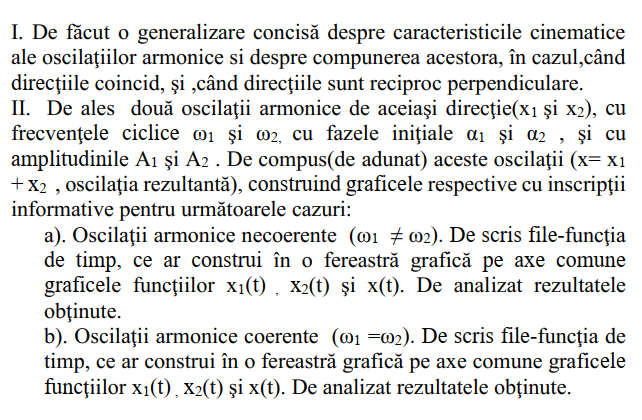 I. De făcut o generalizare concisă despre caracteristicile cinematice
ale oscilaţiilor armonice si despre compunerea acestora, în cazul,când
direcţiile coincid, şi ,când direcţiile sunt reciproc perpendiculare.
II. De ales două oscilaţii armonice de aceiaşi direcţie(x₁ şi x₂), cu
frecvenţele ciclice ω₁ şi ω₂, cu fazele iniţiale α₁ şi α₂ , şi cu
amplitudinile A₁ şi A₂ . De compus(de adunat) aceste oscilaţii (x= x₁
+ x₂ , oscilaţia rezultantă), construind graficele respective cu inscripţii
informative pentru următoarele cazuri:
a). Oscilaţii armonice necoerente (ω₁ ≠ ω₂). De scris file-funcţia
de timp, ce ar construi în o fereastră grafică pe axe comune
graficele funcţiilor x₁(t) , x₂(t) şi x(t). De analizat rezultatele
obţinute.
b). Oscilaţii armonice coerente (ω₁ =ω₂). De scris file-funcţia de
timp, ce ar construi în o fereastră grafică pe axe comune graficele
funcţiilor x₁(t) , x₂(t) şi x(t). De analizat rezultatele obţinute.